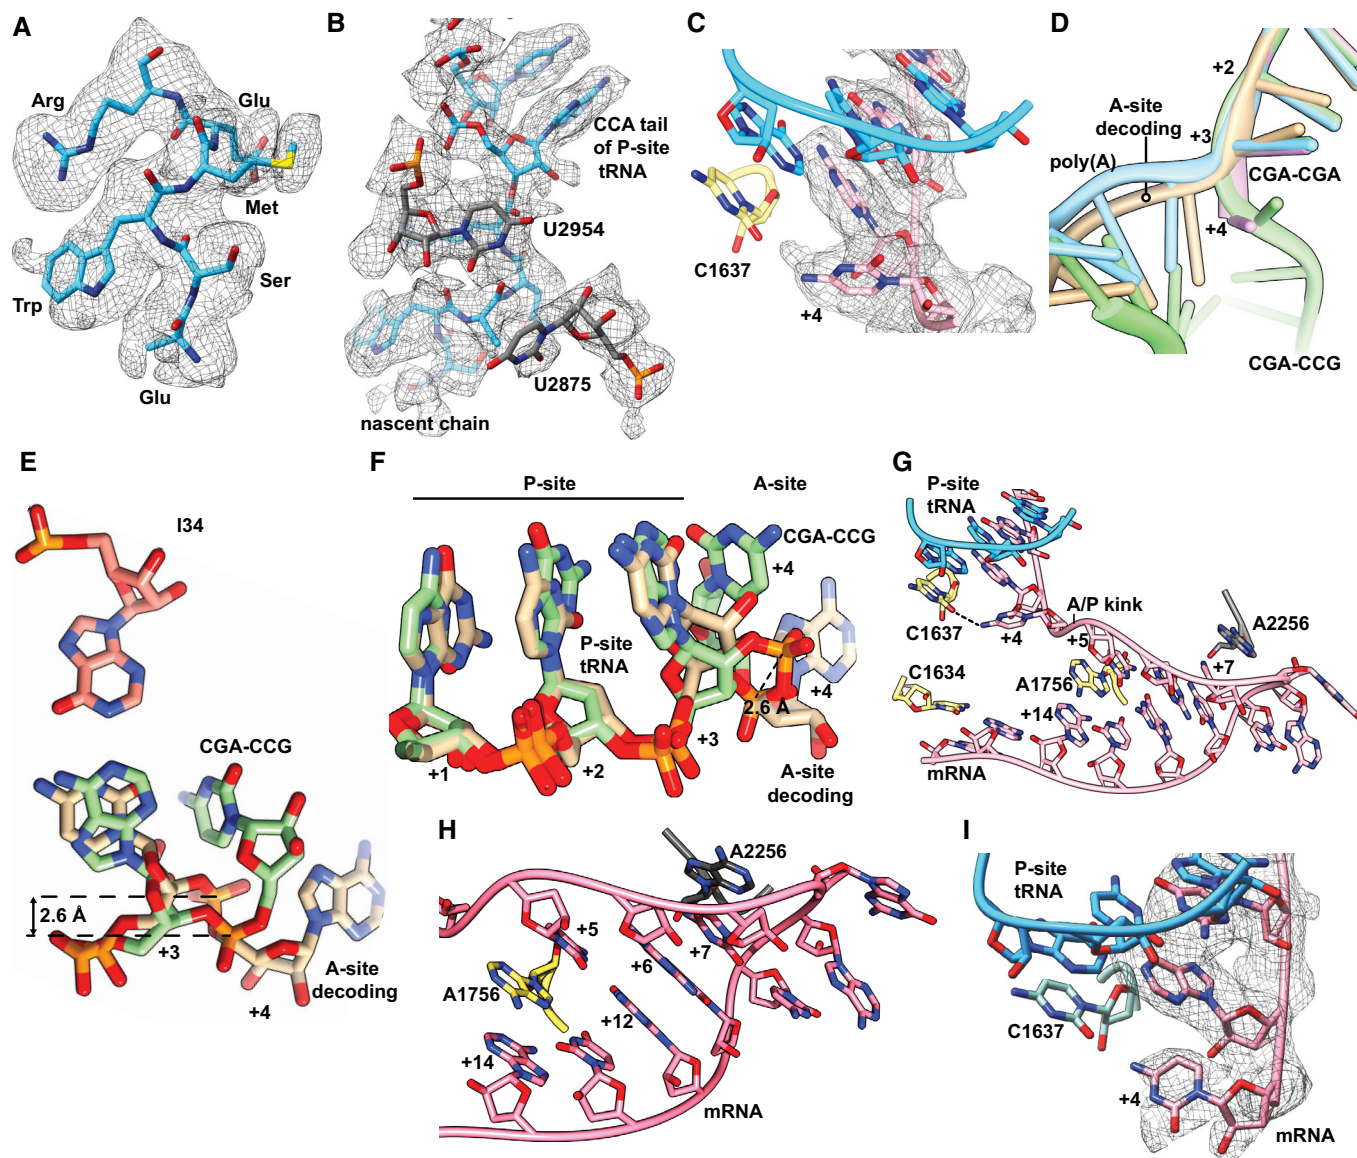 A
Arg
Glu
Met
Trp
Ser
Glu
B
CCA tail
of P-site
tRNA
U2954
U2875
nascent chain
C
C1637
+4
D
+2
A-site
decoding
+3
poly(A)
CGA-CGA
+4
CGA-CCG
E
I34
CGA-CCG
2.6 Å
+3
+4
A-site
decoding
F
P-site
A-site
CGA-CCG
+4
P-site
tRNA
2.6 Å
+4
+3
+1
+2
A-site
decoding
G
P-site
tRNA
A/P kink
C1637
+4
+5
A2256
+7
C1634
A1756
+14
mRNA
H
A2256
+5
+7
+6
A1756
+12
+14
mRNA
I
P-site
tRNA
C1637
+4
mRNA